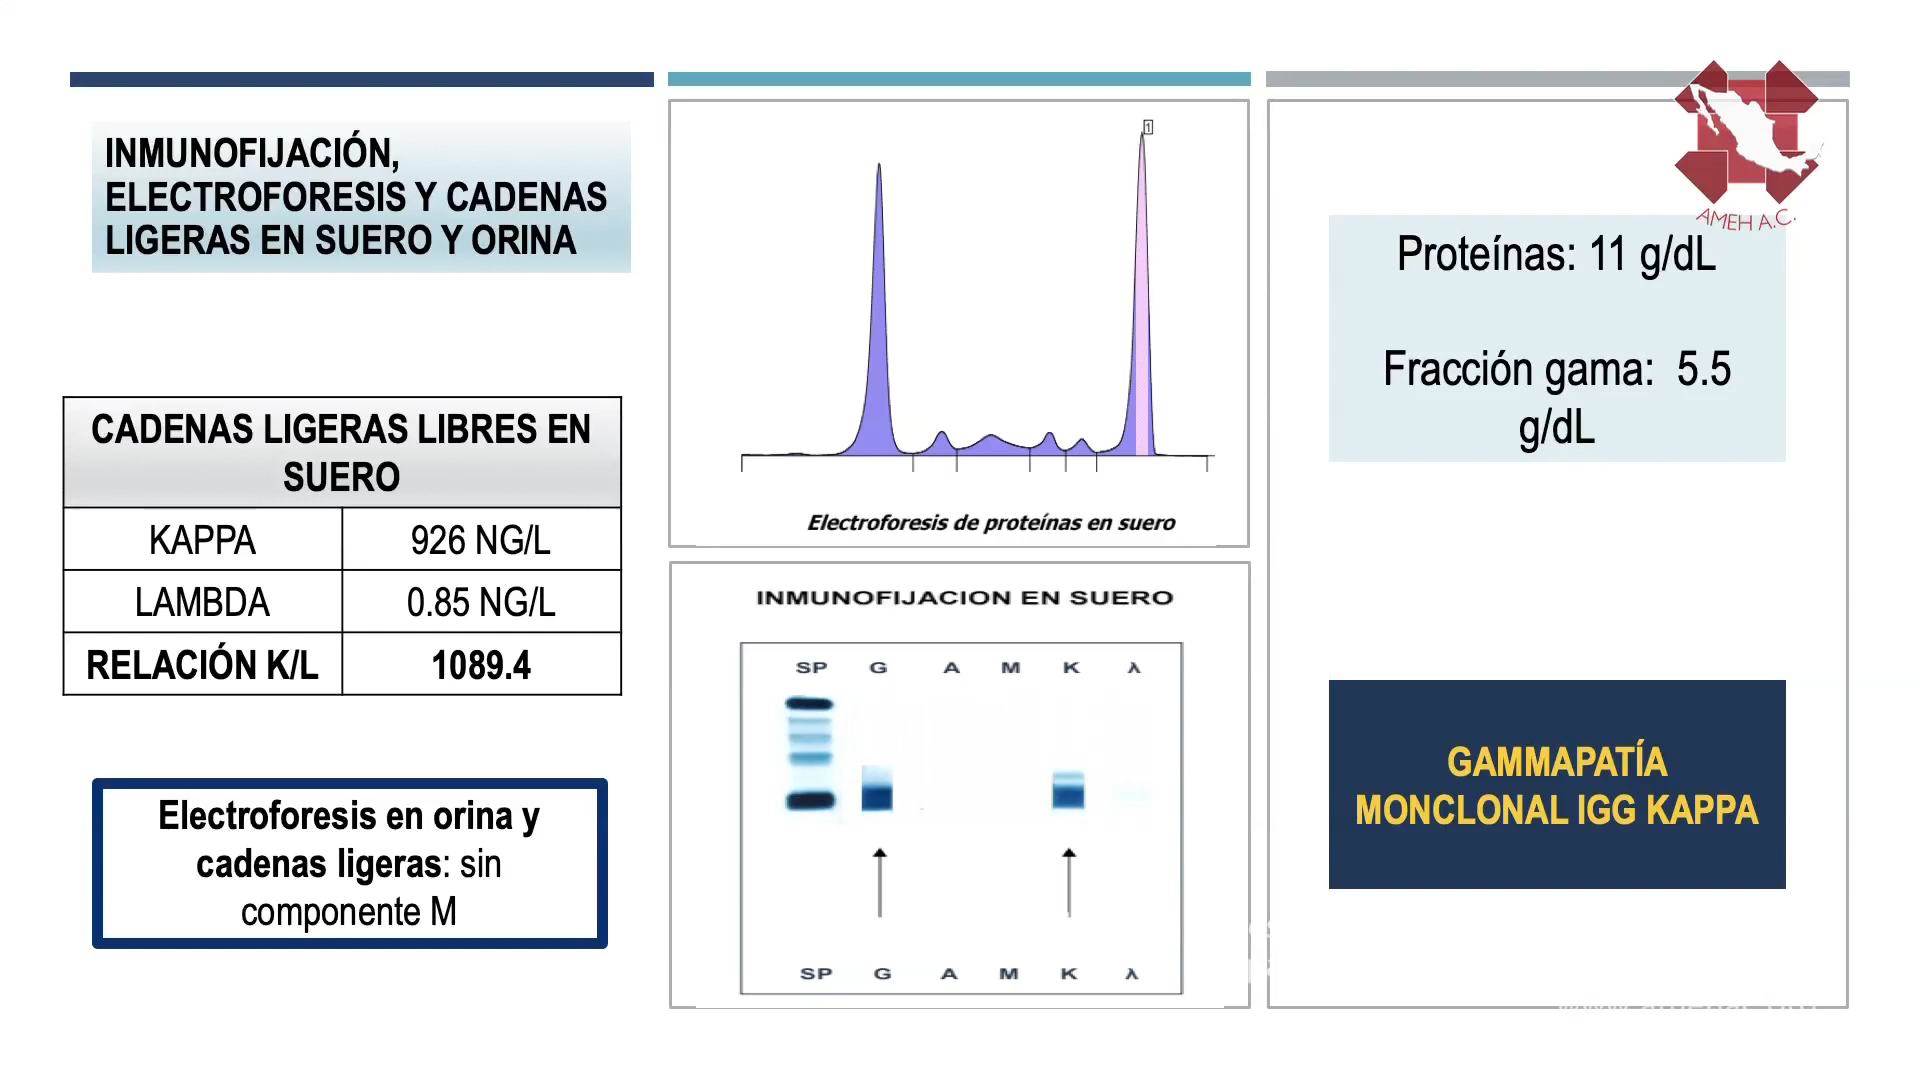 INMUNOFIJACIÓN,
ELECTROFORESIS Y CADENAS
LIGERAS EN SUERO Y ORINA
CADENAS LIGERAS LIBRES EN
SUERO
KAPPA 926 NG/L
LAMBDA 0.85 NG/L
RELACIÓN K/L 1089.4
Electroforesis en orina y
cadenas ligeras: sin
componente M
1
Electroforesis de proteínas en suero
INMUNOFIJACION EN SUERO
SP G A M K λ
SP G A M K λ
AMEH A.C.
Proteínas: 11 g/dL
Fracción gama: 5.5
g/dL
GAMMAPATÍA
MONCLONAL IGG KAPPA